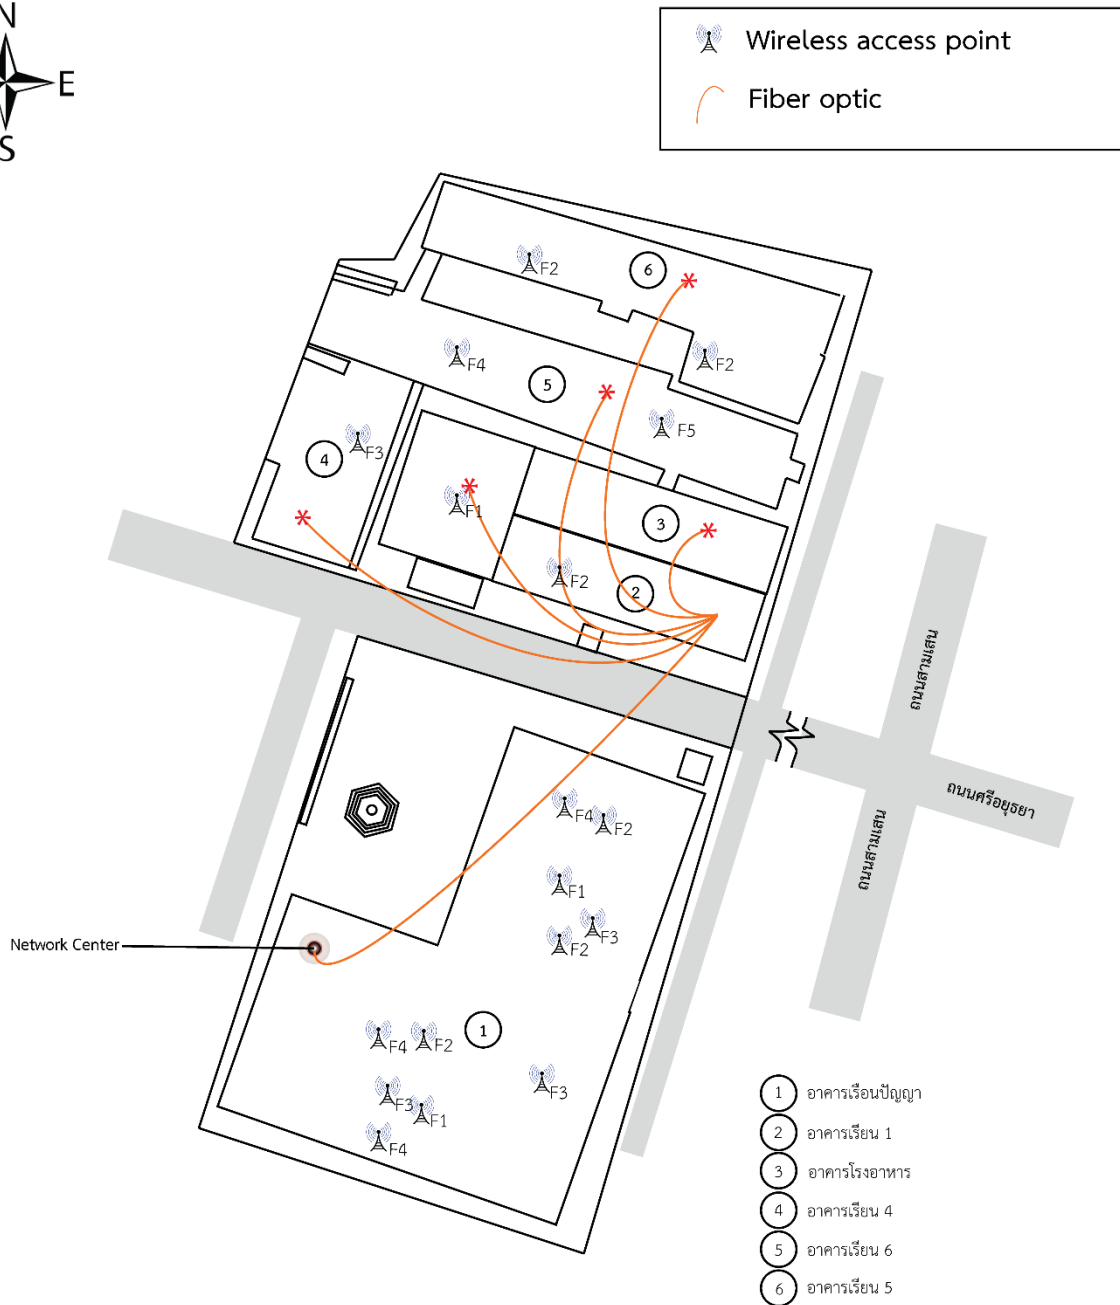 N
E
S
Wireless access point
Fiber optic
F2
6
F4
F2
5
F5
F3
4
F1
3
F2
2
ถนนสามเสน
ถนนศรีอยุธยา
ถนนสามเสน
F4
F2
F1
F3
F2
Network Center
F4
F2
1
F3
F3
F1
F4
1 อาคารเรือนปัญญา
2 อาคารเรียน 1
3 อาคารโรงอาหาร
4 อาคารเรียน 4
5 อาคารเรียน 6
6 อาคารเรียน 5